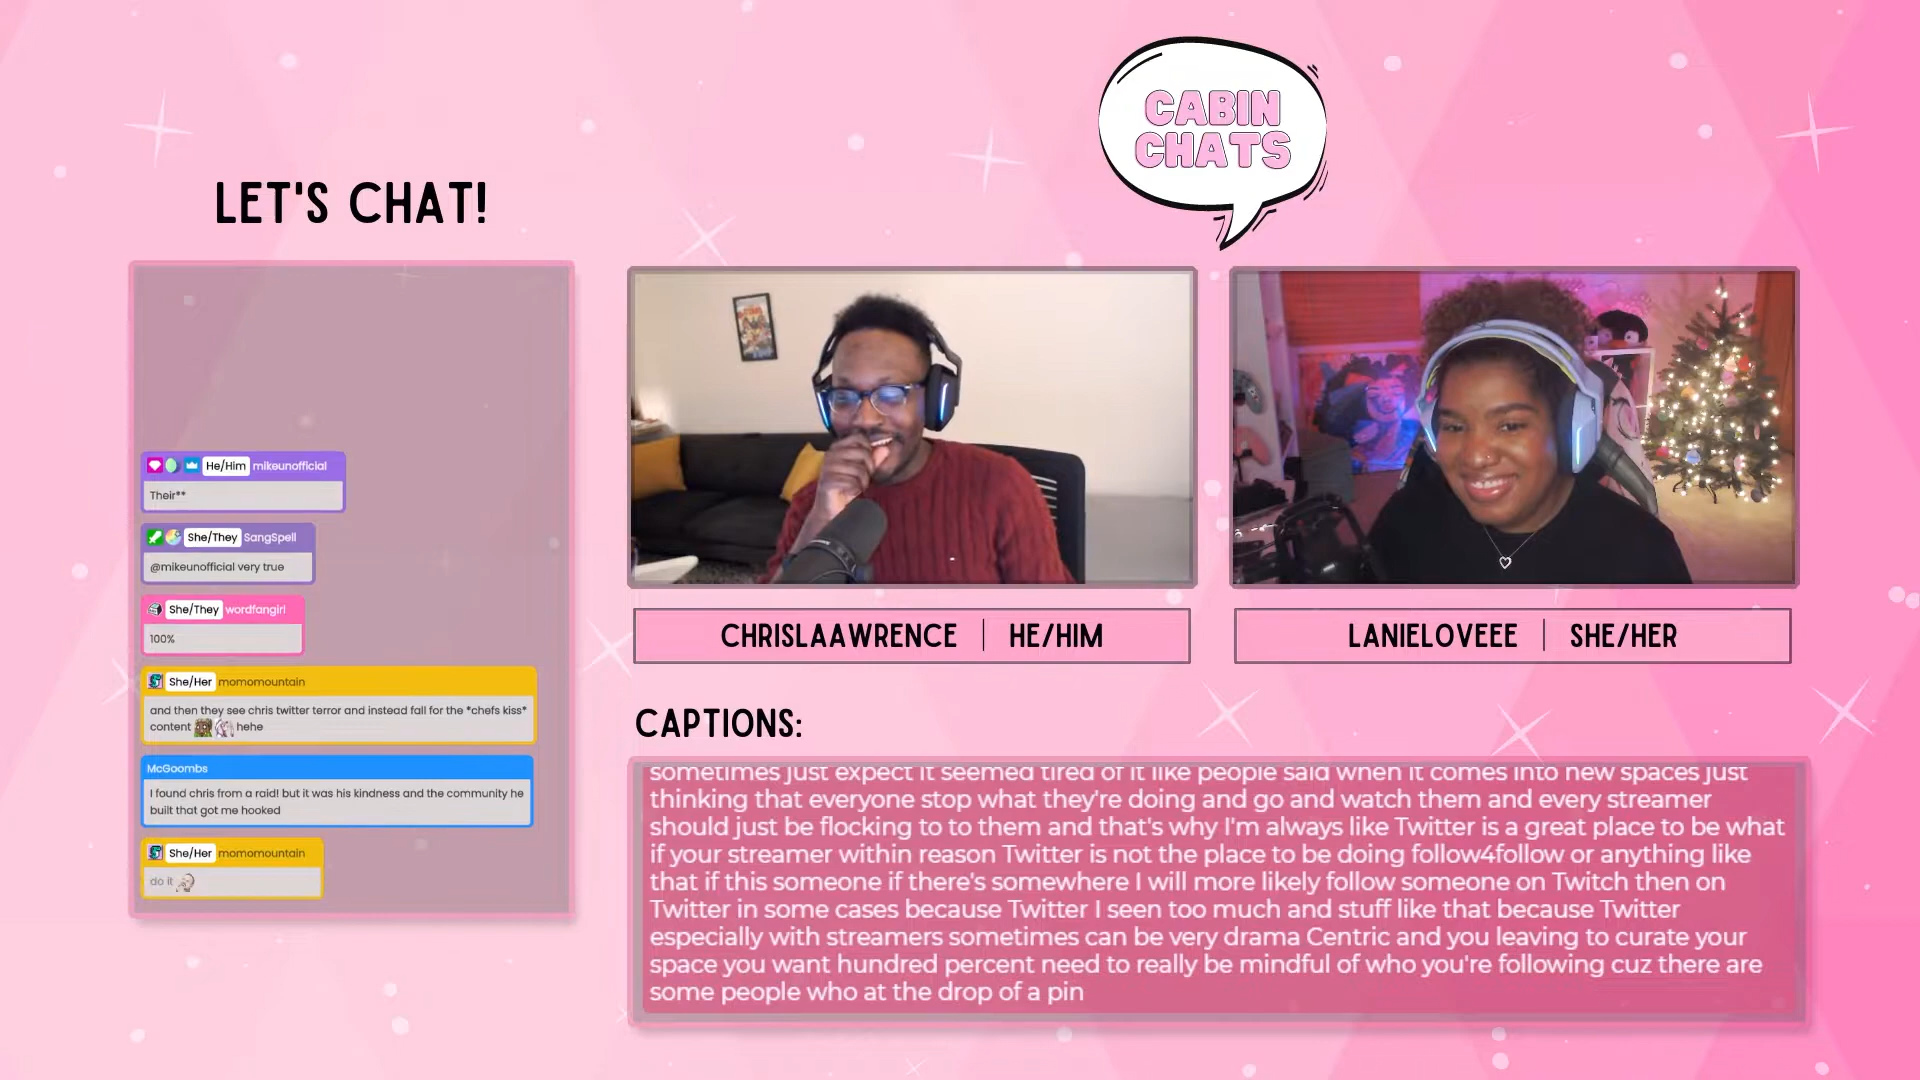 CABIN
CHATS
LET'S CHAT!
He/Him mikeunofficial
Their**
She/They SangSpell
@mikeunofficial very true
She/They wordfangirl
100%
She/Her momomountain
and then they see chris twitter terror and instead fall for the *chefs kiss*
content hehe
McGoombs
I found chris from a raid! but it was his kindness and the community he
built that got me hooked
She/Her momomountain
do it
CHRISLAAWRENCE | HE/HIM
LANIELOVEEE | SHE/HER
CAPTIONS:
sometimes just expect it seemed tired of it like people said when it comes into new spaces just
thinking that everyone stop what they're doing and go and watch them and every streamer
should just be flocking to to them and that's why I'm always like Twitter is a great place to be what
if your streamer within reason Twitter is not the place to be doing follow4follow or anything like
that if this someone if there's somewhere I will more likely follow someone on Twitch then on
Twitter in some cases because Twitter I seen too much and stuff like that because Twitter
especially with streamers sometimes can be very drama Centric and you leaving to curate your
space you want hundred percent need to really be mindful of who you're following cuz there are
some people who at the drop of a pin